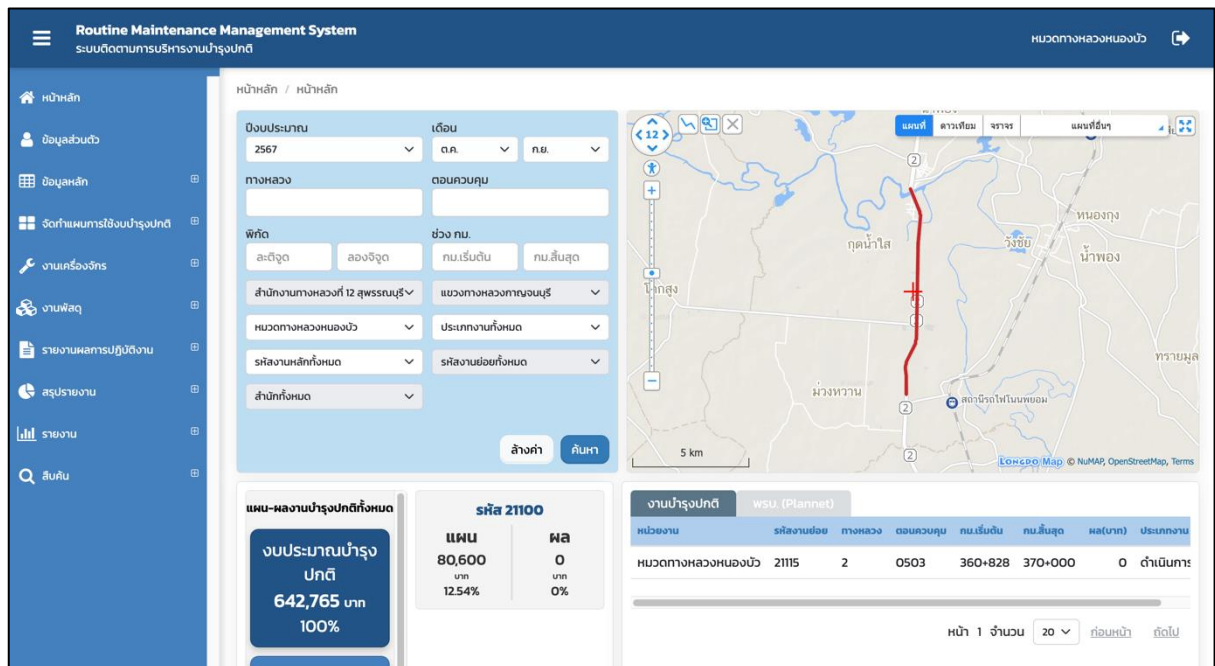 Routine Maintenance Management System
ระบบติดตามการบริหารงานบำรุงปกติ
หมวดทางหลวงหนองบัว
หน้าหลัก
ข้อมูลส่วนตัว
ข้อมูลหลัก
จัดทำแผนการใช้งบบำรุงปกติ
งานเครื่องจักร
งานพัสดุ
รายงานผลการปฏิบัติงาน
สรุปรายงาน
รายงาน
สืบค้น
หน้าหลัก / หน้าหลัก
ปีงบประมาณ เดือน
2567 ต.ค. ก.ย.
ทางหลวง ตอนควบคุม
พิกัด ช่วง กม.
ละติจูด ลองจิจูด กม.เริ่มต้น กม.สิ้นสุด
สำนักงานทางหลวงที่ 12 สุพรรณบุรี แขวงทางหลวงกาญจนบุรี
หมวดทางหลวงหนองบัว ประเภทงานทั้งหมด
รหัสงานหลักทั้งหมด รหัสงานย่อยทั้งหมด
สำนักทั้งหมด
ล้างค่า ค้นหา
12 แผนที่ ดาวเทียม จราจร แผนที่อื่นๆ
2
หนองกุง
กุดน้ำใส วังชัย น้ำพอง
โคกสูง
ทรายมูล
ม่วงหวาน สถานีรถไฟโนนพยอม
2
2
5 km
LONGDO Map © NuMAP, OpenStreetMap, Terms
แผน-ผลงานบำรุงปกติทั้งหมด
งบประมาณบำรุง
ปกติ
642,765 บาท
100%
รหัส 21100
แผน ผล
80,600 0
บาท บาท
12.54% 0%
งานบำรุงปกติ พรบ. (Plannet)
หน่วยงาน รหัสงานย่อย ทางหลวง ตอนควบคุม กม.เริ่มต้น กม.สิ้นสุด ผล(บาท) ประเภทงาน
หมวดทางหลวงหนองบัว 21115 2 0503 360+828 370+000 0 ดำเนินการ
หน้า 1 จำนวน 20 ก่อนหน้า ถัดไป